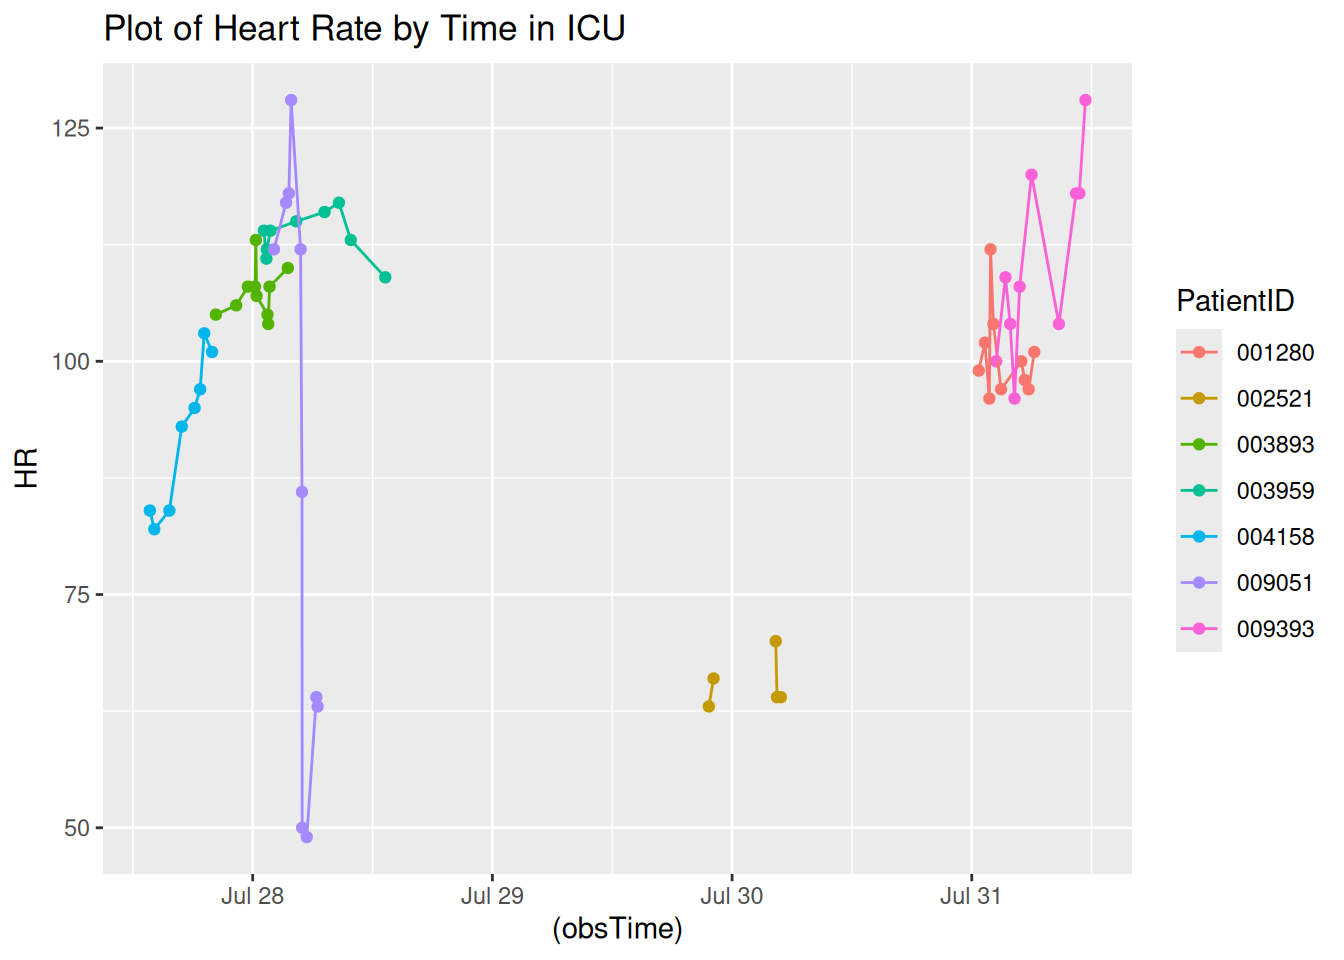 Plot of Heart Rate by Time in ICU
125
100
75
50
HR
Jul 28
Jul 29
Jul 30
Jul 31
(obsTime)
PatientID
001280
002521
003893
003959
004158
009051
009393